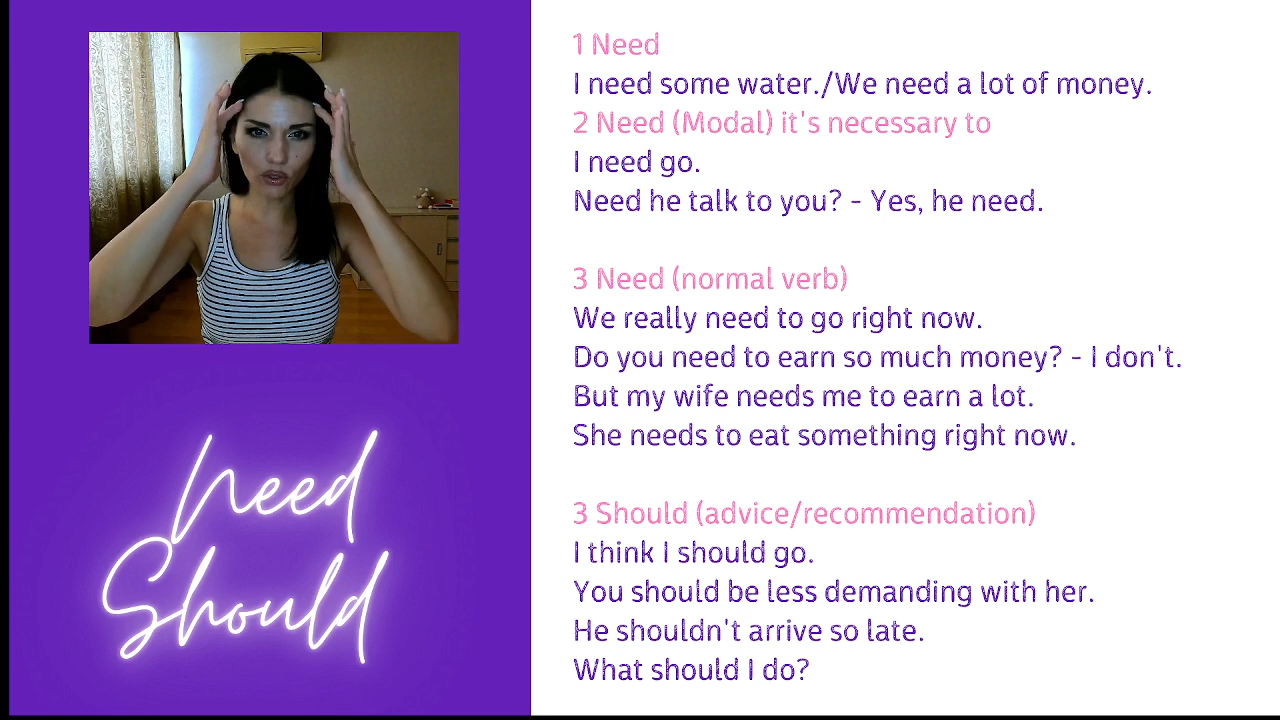 Need
Should
1 Need
I need some water./We need a lot of money.
2 Need (Modal) it's necessary to
I need go.
Need he talk to you? - Yes, he need.
3 Need (normal verb)
We really need to go right now.
Do you need to earn so much money? - I don't.
But my wife needs me to earn a lot.
She needs to eat something right now.
3 Should (advice/recommendation)
I think I should go.
You should be less demanding with her.
He shouldn't arrive so late.
What should I do?